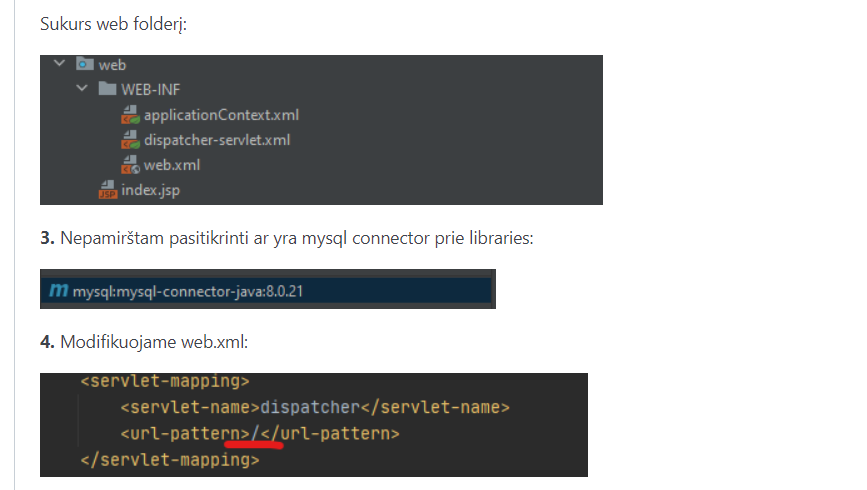 Sukurs web folderį:
web
WEB-INF
applicationContext.xml
dispatcher-servlet.xml
web.xml
JSP index.jsp
3. Nepamirštam pasitikrinti ar yra mysql connector prie libraries:
m mysql:mysql-connector-java:8.0.21
4. Modifikuojame web.xml:
<servlet-mapping>
<servlet-name>dispatcher</servlet-name>
<url-pattern>/</url-pattern>
</servlet-mapping>